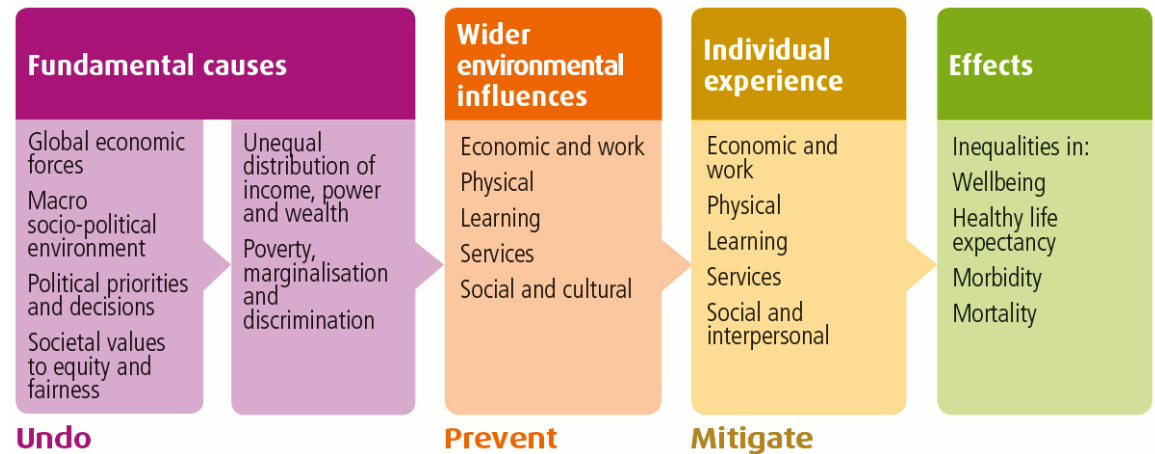 Fundamental causes
Global economic
forces
Macro
socio-political
environment
Political priorities
and decisions
Societal values
to equity and
fairness
Unequal
distribution of
income, power
and wealth
Poverty,
marginalisation
and
discrimination
Undo
Wider
environmental
influences
Economic and work
Physical
Learning
Services
Social and cultural
Prevent
Individual
experience
Economic and
work
Physical
Learning
Services
Social and
interpersonal
Mitigate
Effects
Inequalities in:
Wellbeing
Healthy life
expectancy
Morbidity
Mortality